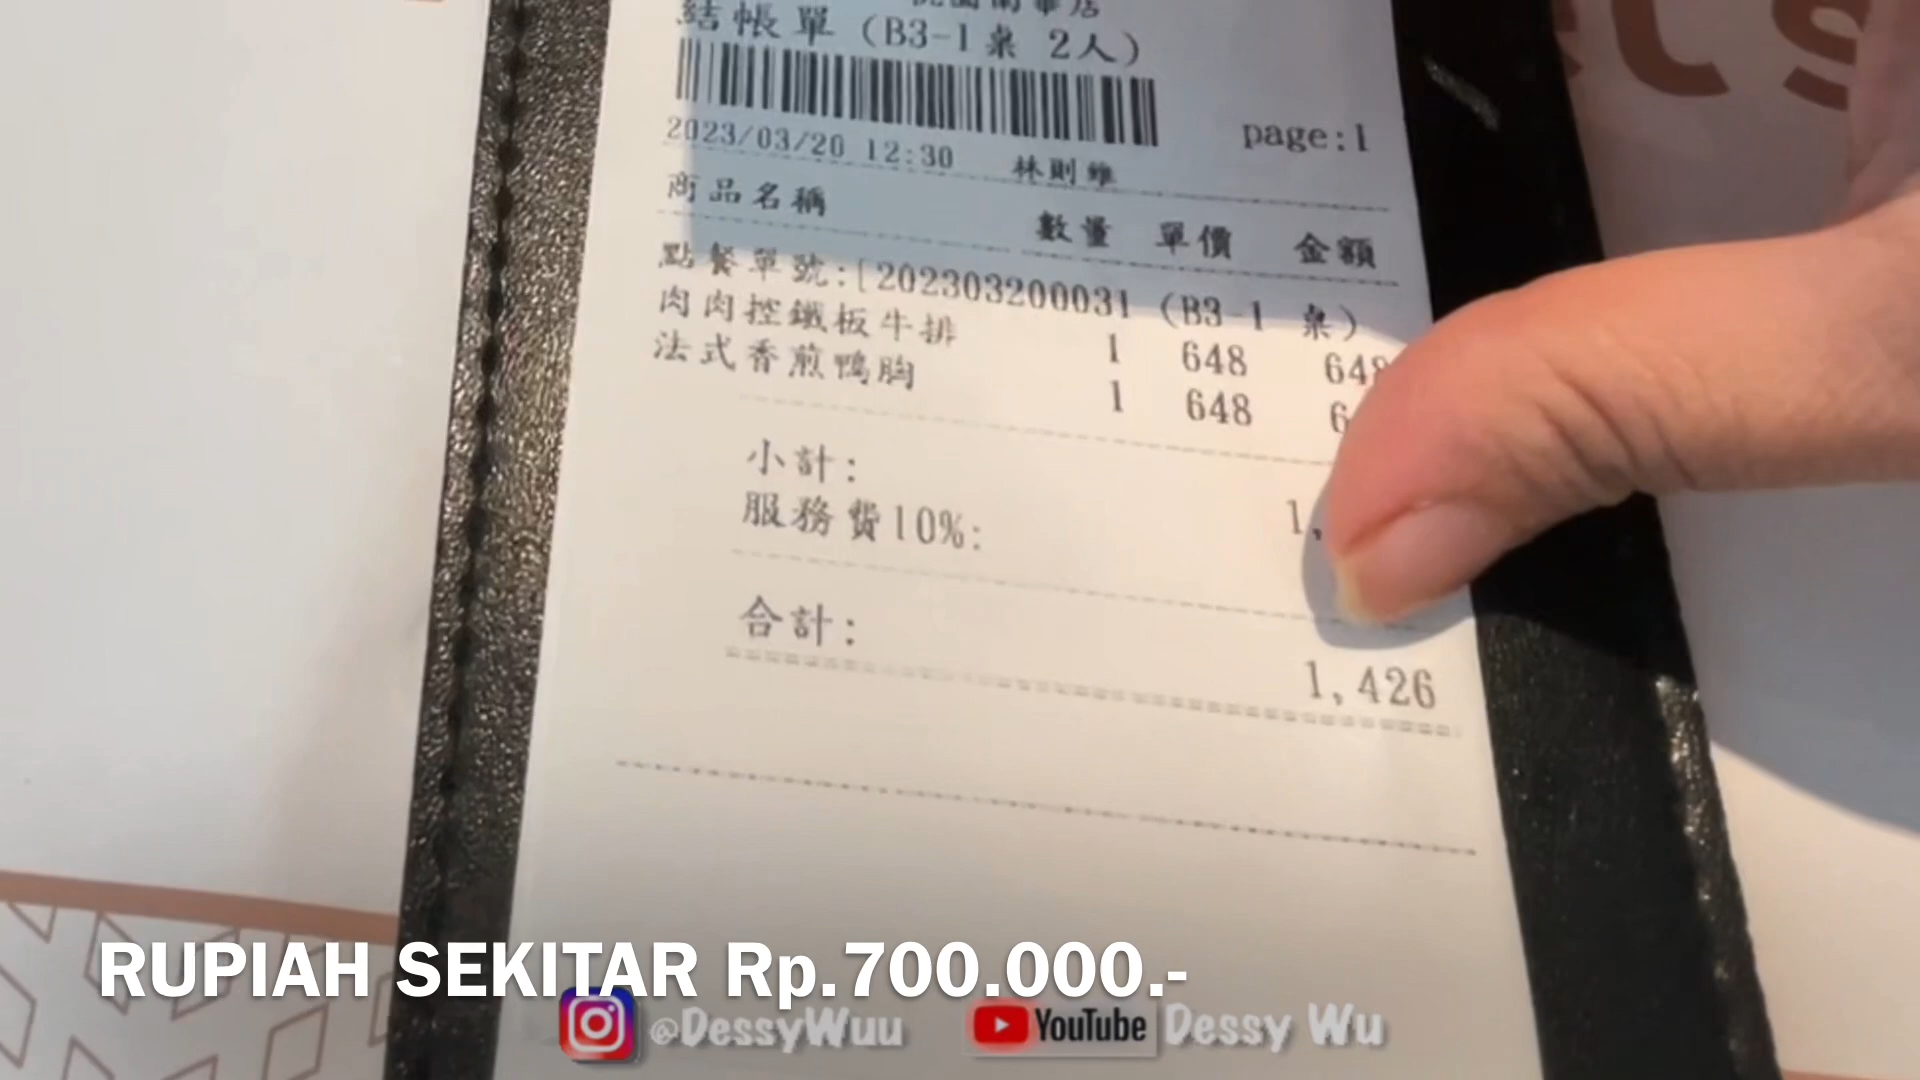 結帳單 (B3-1桌 2人)
page:1
2023/03/20 12:30 林則維
商品名稱 數量 單價 金額
點餐單號:[202303200031 (B3-1 桌)
肉肉控鐵板牛排 1 648 648
法式香煎鴨胸 1 648 6
小計: 1,
服務費10%:
合計: 1,426
RUPIAH SEKITAR Rp.700.000.-
@DessyWuu YouTube Dessy Wu